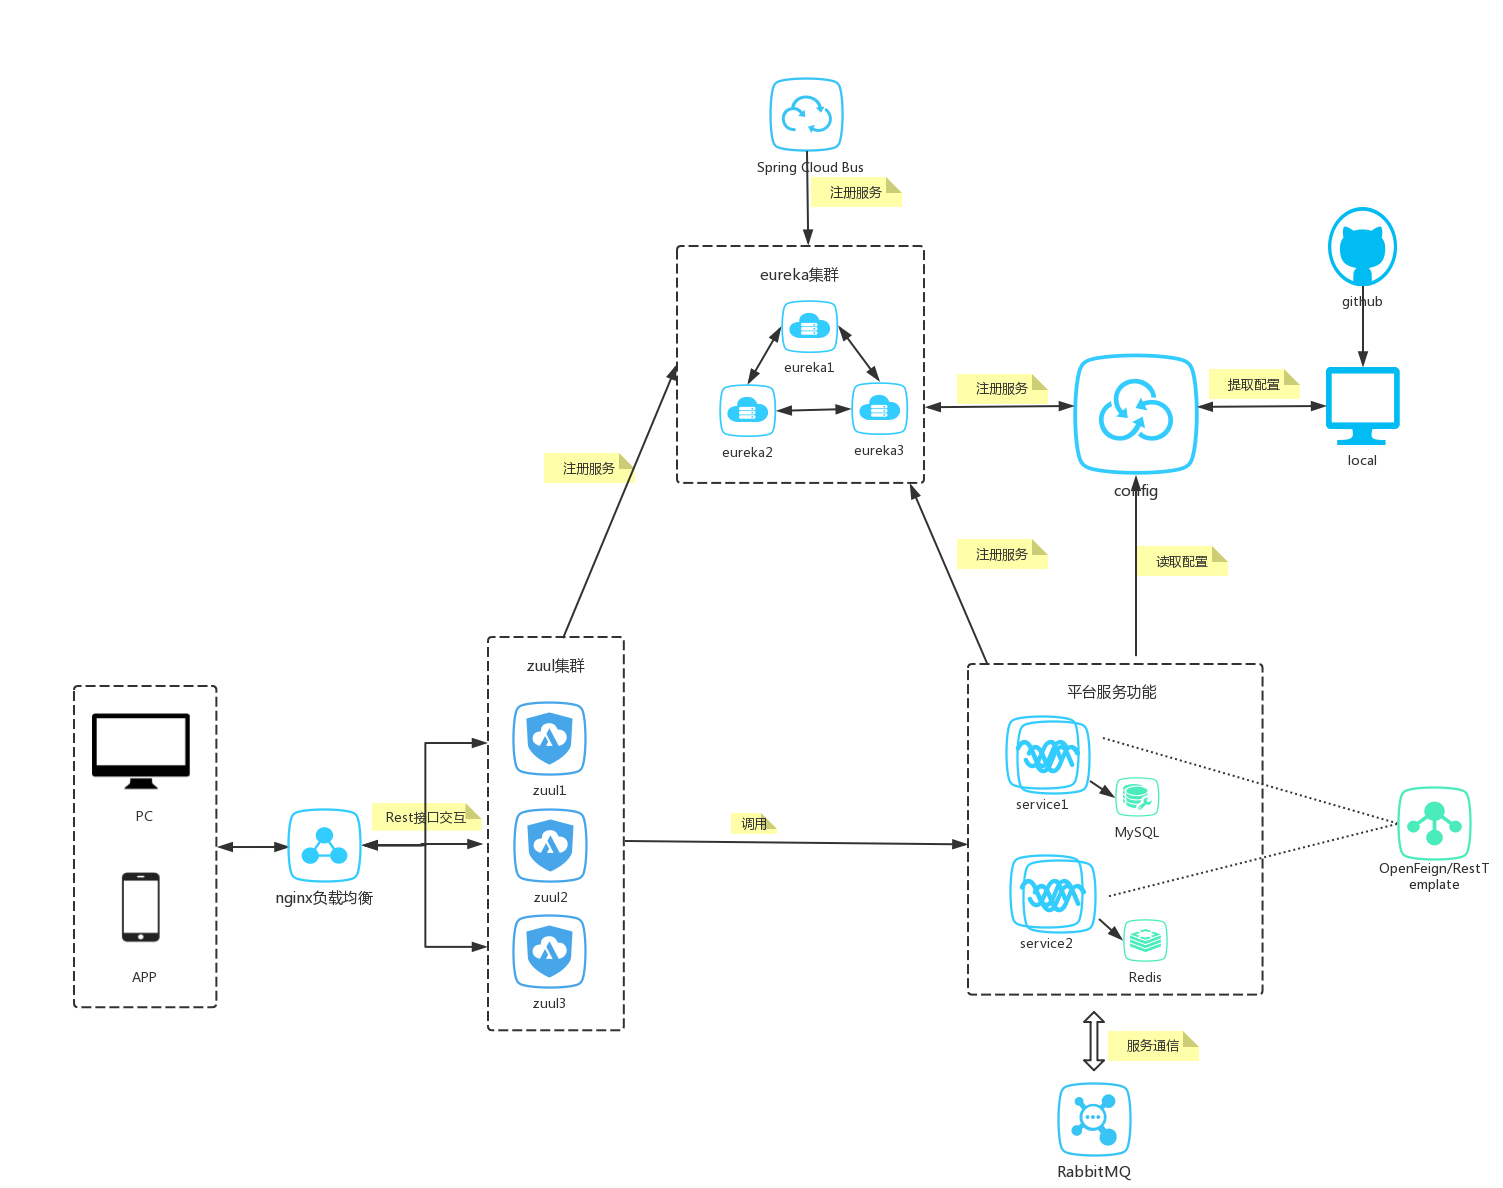 Spring Cloud Bus
注册服务
eureka集群
eureka1
eureka2
eureka3
github
注册服务
提取配置
local
config
注册服务
注册服务
读取配置
zuul集群
zuul1
zuul2
zuul3
PC
APP
nginx负载均衡
Rest接口交互
调用
平台服务功能
service1
MySQL
service2
Redis
OpenFeign/RestT
emplate
服务通信
RabbitMQ